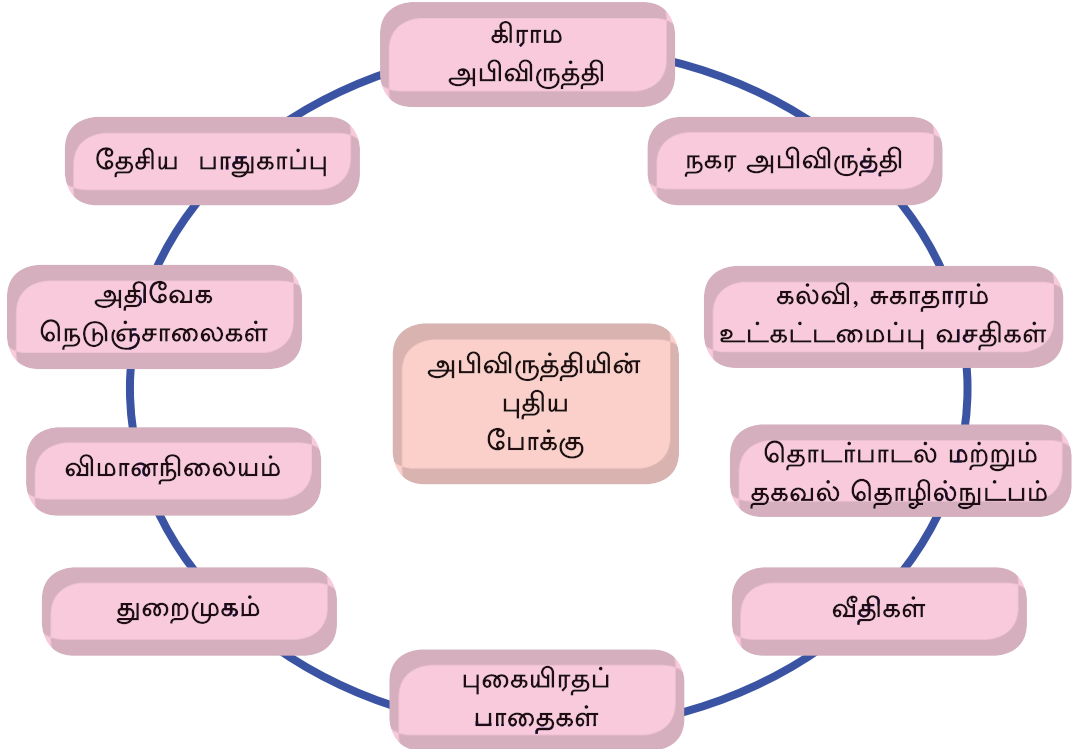 கிராம
அபிவிருத்தி
நகர அபிவிருத்தி
கல்வி, சுகாதாரம்
உட்கட்டமைப்பு வசதிகள்
தொடர்பாடல் மற்றும்
தகவல் தொழில்நுட்பம்
வீதிகள்
புகையிரதப்
பாதைகள்
துறைமுகம்
விமானநிலையம்
அதிவேக
நெடுஞ்சாலைகள்
தேசிய பாதுகாப்பு
அபிவிருத்தியின்
புதிய
போக்கு